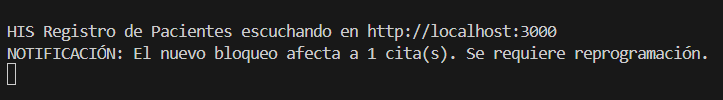 HIS Registro de Pacientes escuchando en http://localhost:3000
NOTIFICACIÓN: El nuevo bloqueo afecta a 1 cita(s). Se requiere reprogramación.